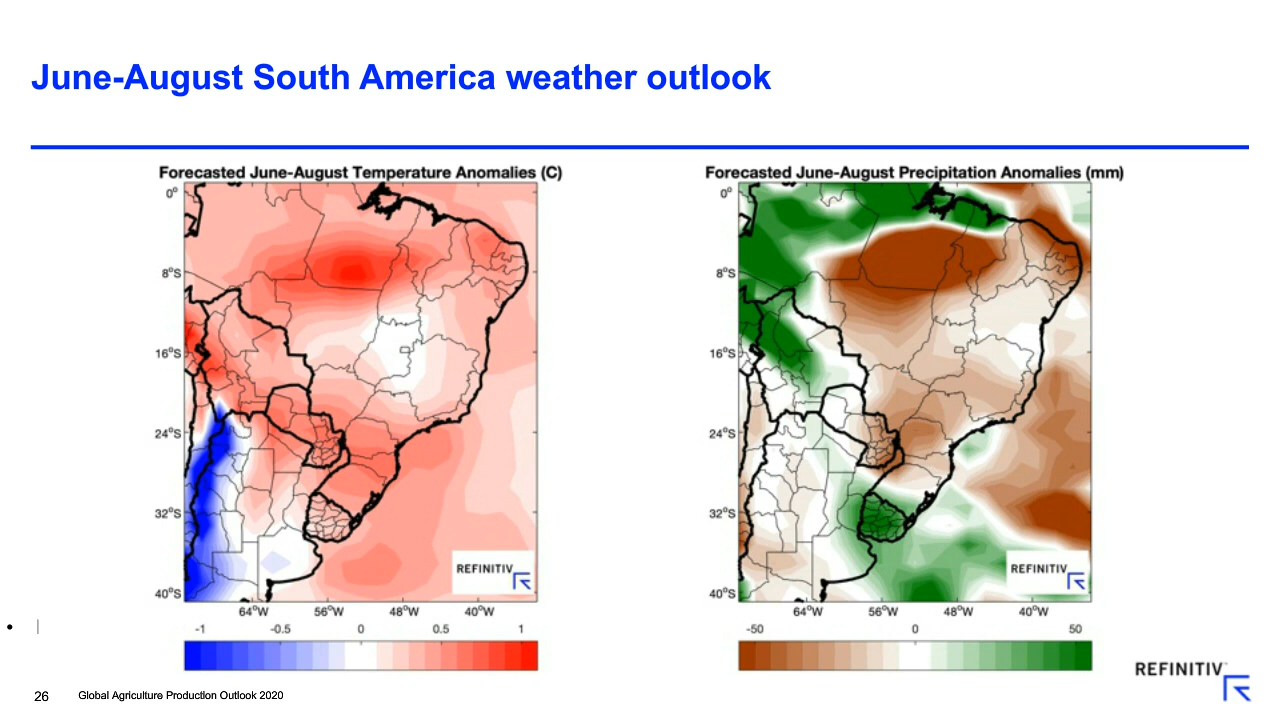 June-August South America weather outlook
Forecasted June-August Temperature Anomalies (C)
0°
8°S
16°S
24°S
32°S
40°S
64°W 56°W 48°W 40°W
REFINITIV
-1 -0.5 0 0.5 1
Forecasted June-August Precipitation Anomalies (mm)
0°
8°S
16°S
24°S
32°S
40°S
64°W 56°W 48°W 40°W
REFINITIV
-50 0 50
• |
REFINITIV
26 Global Agriculture Production Outlook 2020